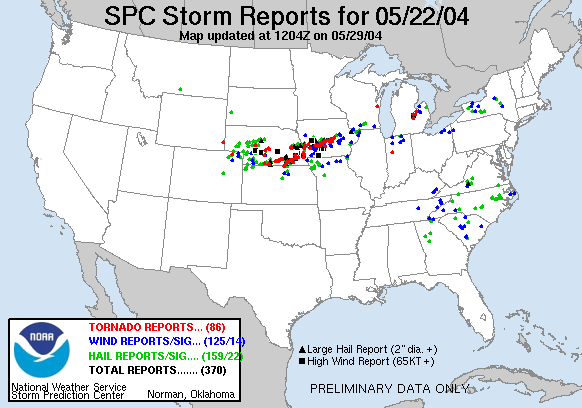 SPC Storm Reports for 05/22/04
Map updated at 1204Z on 05/29/04
NOAA
TORNADO REPORTS... (86)
WIND REPORTS/SIG... (125/14)
HAIL REPORTS/SIG.... (159/22)
TOTAL REPORTS....... (370)
National Weather Service
Storm Prediction Center Norman, Oklahoma
Large Hail Report (2" dia. +)
High Wind Report (65KT +)
PRELIMINARY DATA ONLY